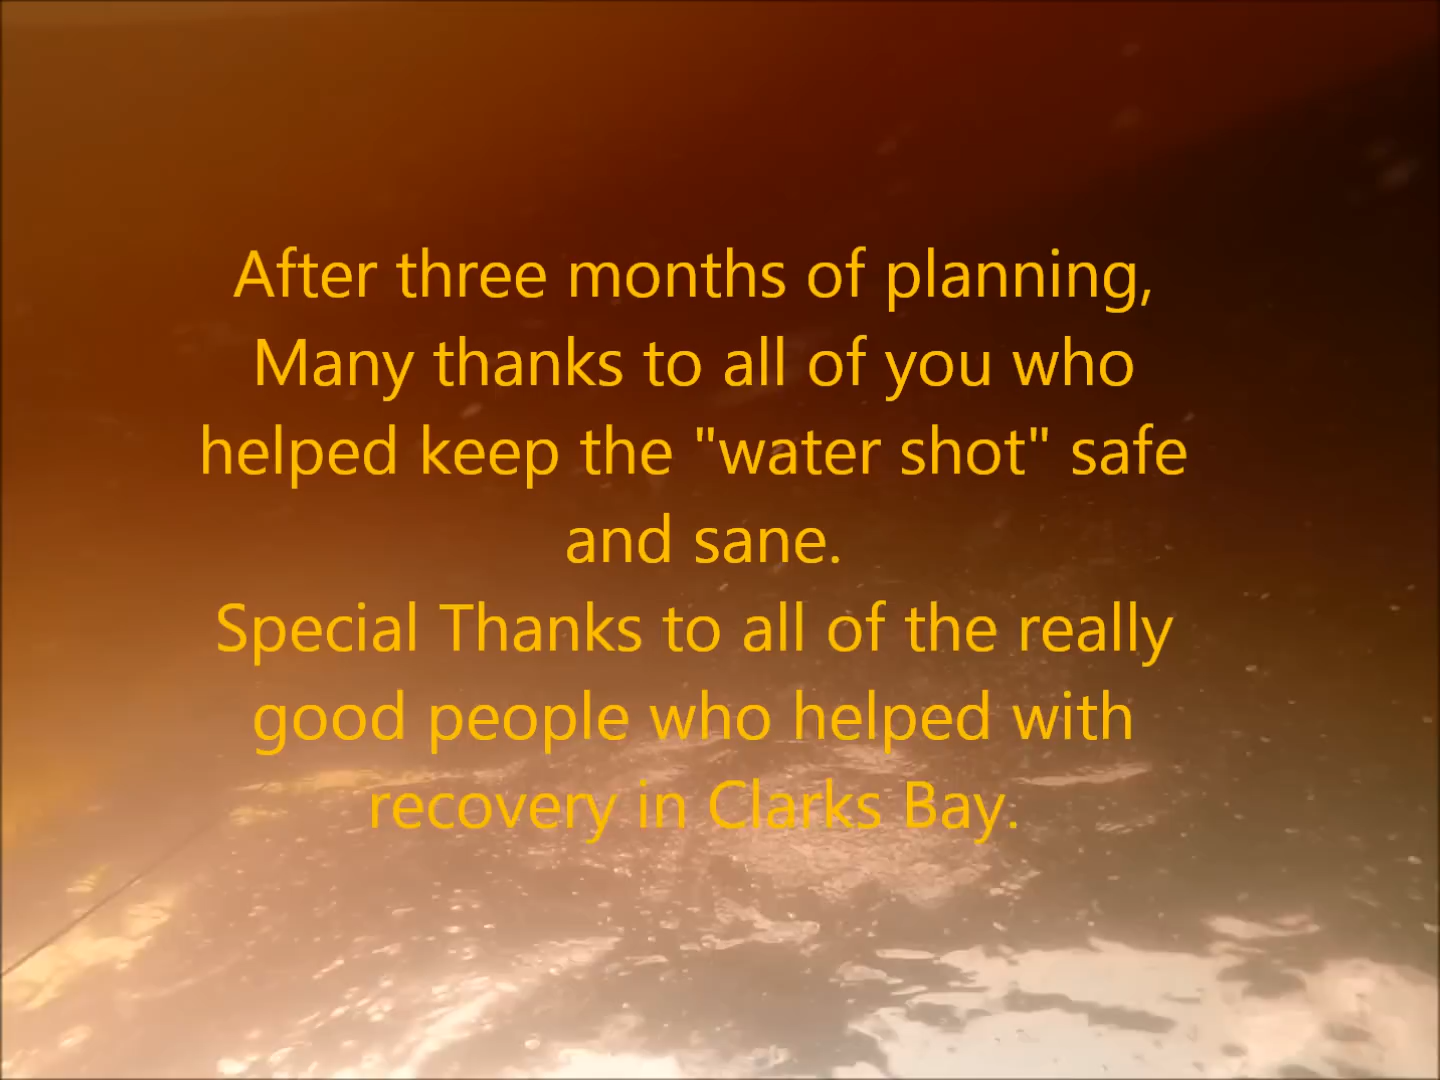 After three months of planning,
Many thanks to all of you who
helped keep the "water shot" safe
and sane.
Special Thanks to all of the really
good people who helped with
recovery in Clarks Bay.